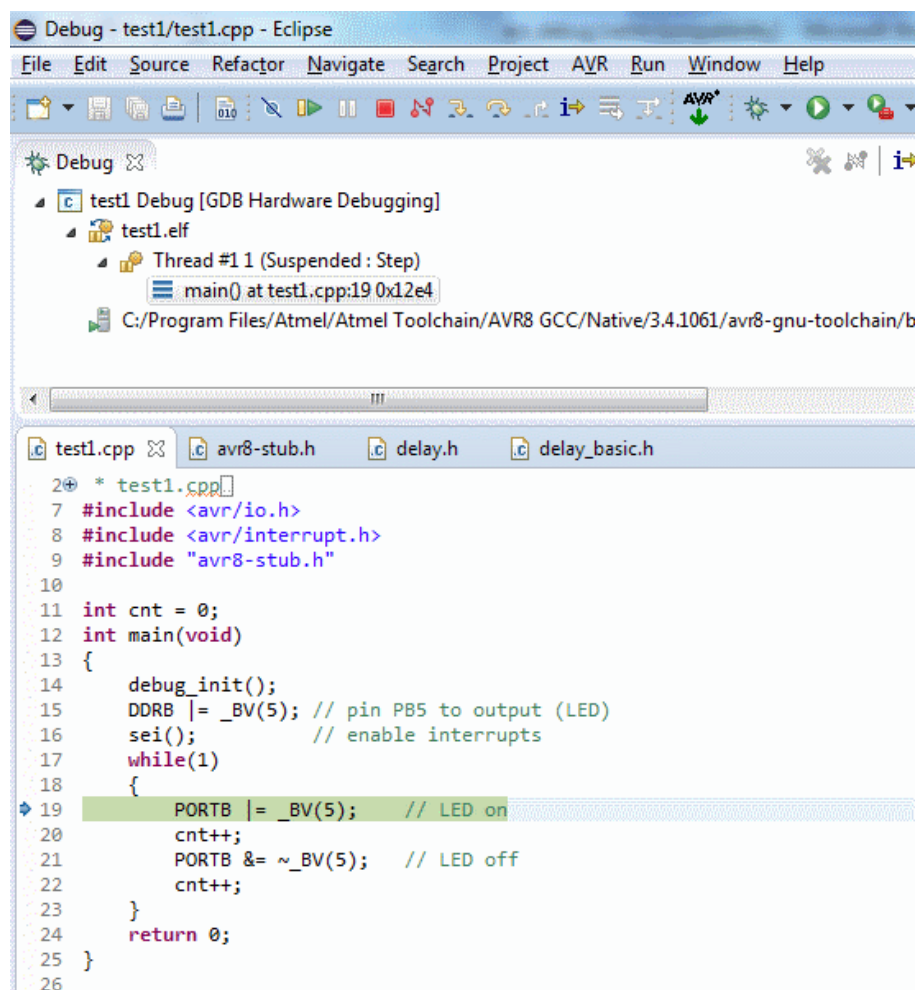 Debug - test1/test1.cpp - Eclipse
File Edit Source Refactor Navigate Search Project AVR Run Window Help
010 AVR*
Debug
test1 Debug [GDB Hardware Debugging]
test1.elf
Thread #1 1 (Suspended : Step)
main() at test1.cpp:19 0x12e4
C:/Program Files/Atmel/Atmel Toolchain/AVR8 GCC/Native/3.4.1061/avr8-gnu-toolchain/b
test1.cpp avr8-stub.h delay.h delay_basic.h
2 * test1.cpp
7 #include <avr/io.h>
8 #include <avr/interrupt.h>
9 #include "avr8-stub.h"
10
11 int cnt = 0;
12 int main(void)
13 {
14 debug_init();
15 DDRB |= _BV(5); // pin PB5 to output (LED)
16 sei(); // enable interrupts
17 while(1)
18 {
19 PORTB |= _BV(5); // LED on
20 cnt++;
21 PORTB &= ~_BV(5); // LED off
22 cnt++;
23 }
24 return 0;
25 }
26